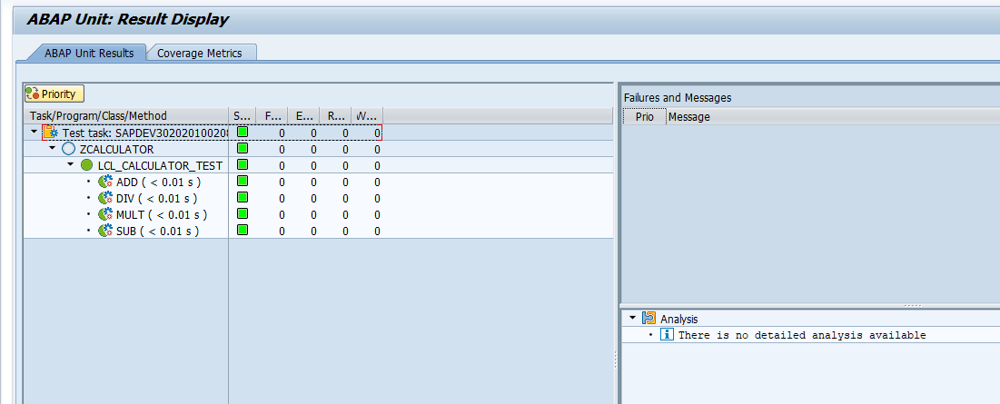 ABAP Unit: Result Display
ABAP Unit Results
Coverage Metrics
Priority
Task/Program/Class/Method S... F... E... R... W...
Test task: SAPDEV30202010020 0 0 0 0
ZCALCULATOR 0 0 0 0
LCL_CALCULATOR_TEST 0 0 0 0
ADD ( < 0.01 s ) 0 0 0 0
DIV ( < 0.01 s ) 0 0 0 0
MULT ( < 0.01 s ) 0 0 0 0
SUB ( < 0.01 s ) 0 0 0 0
Failures and Messages
Prio Message
Analysis
There is no detailed analysis available